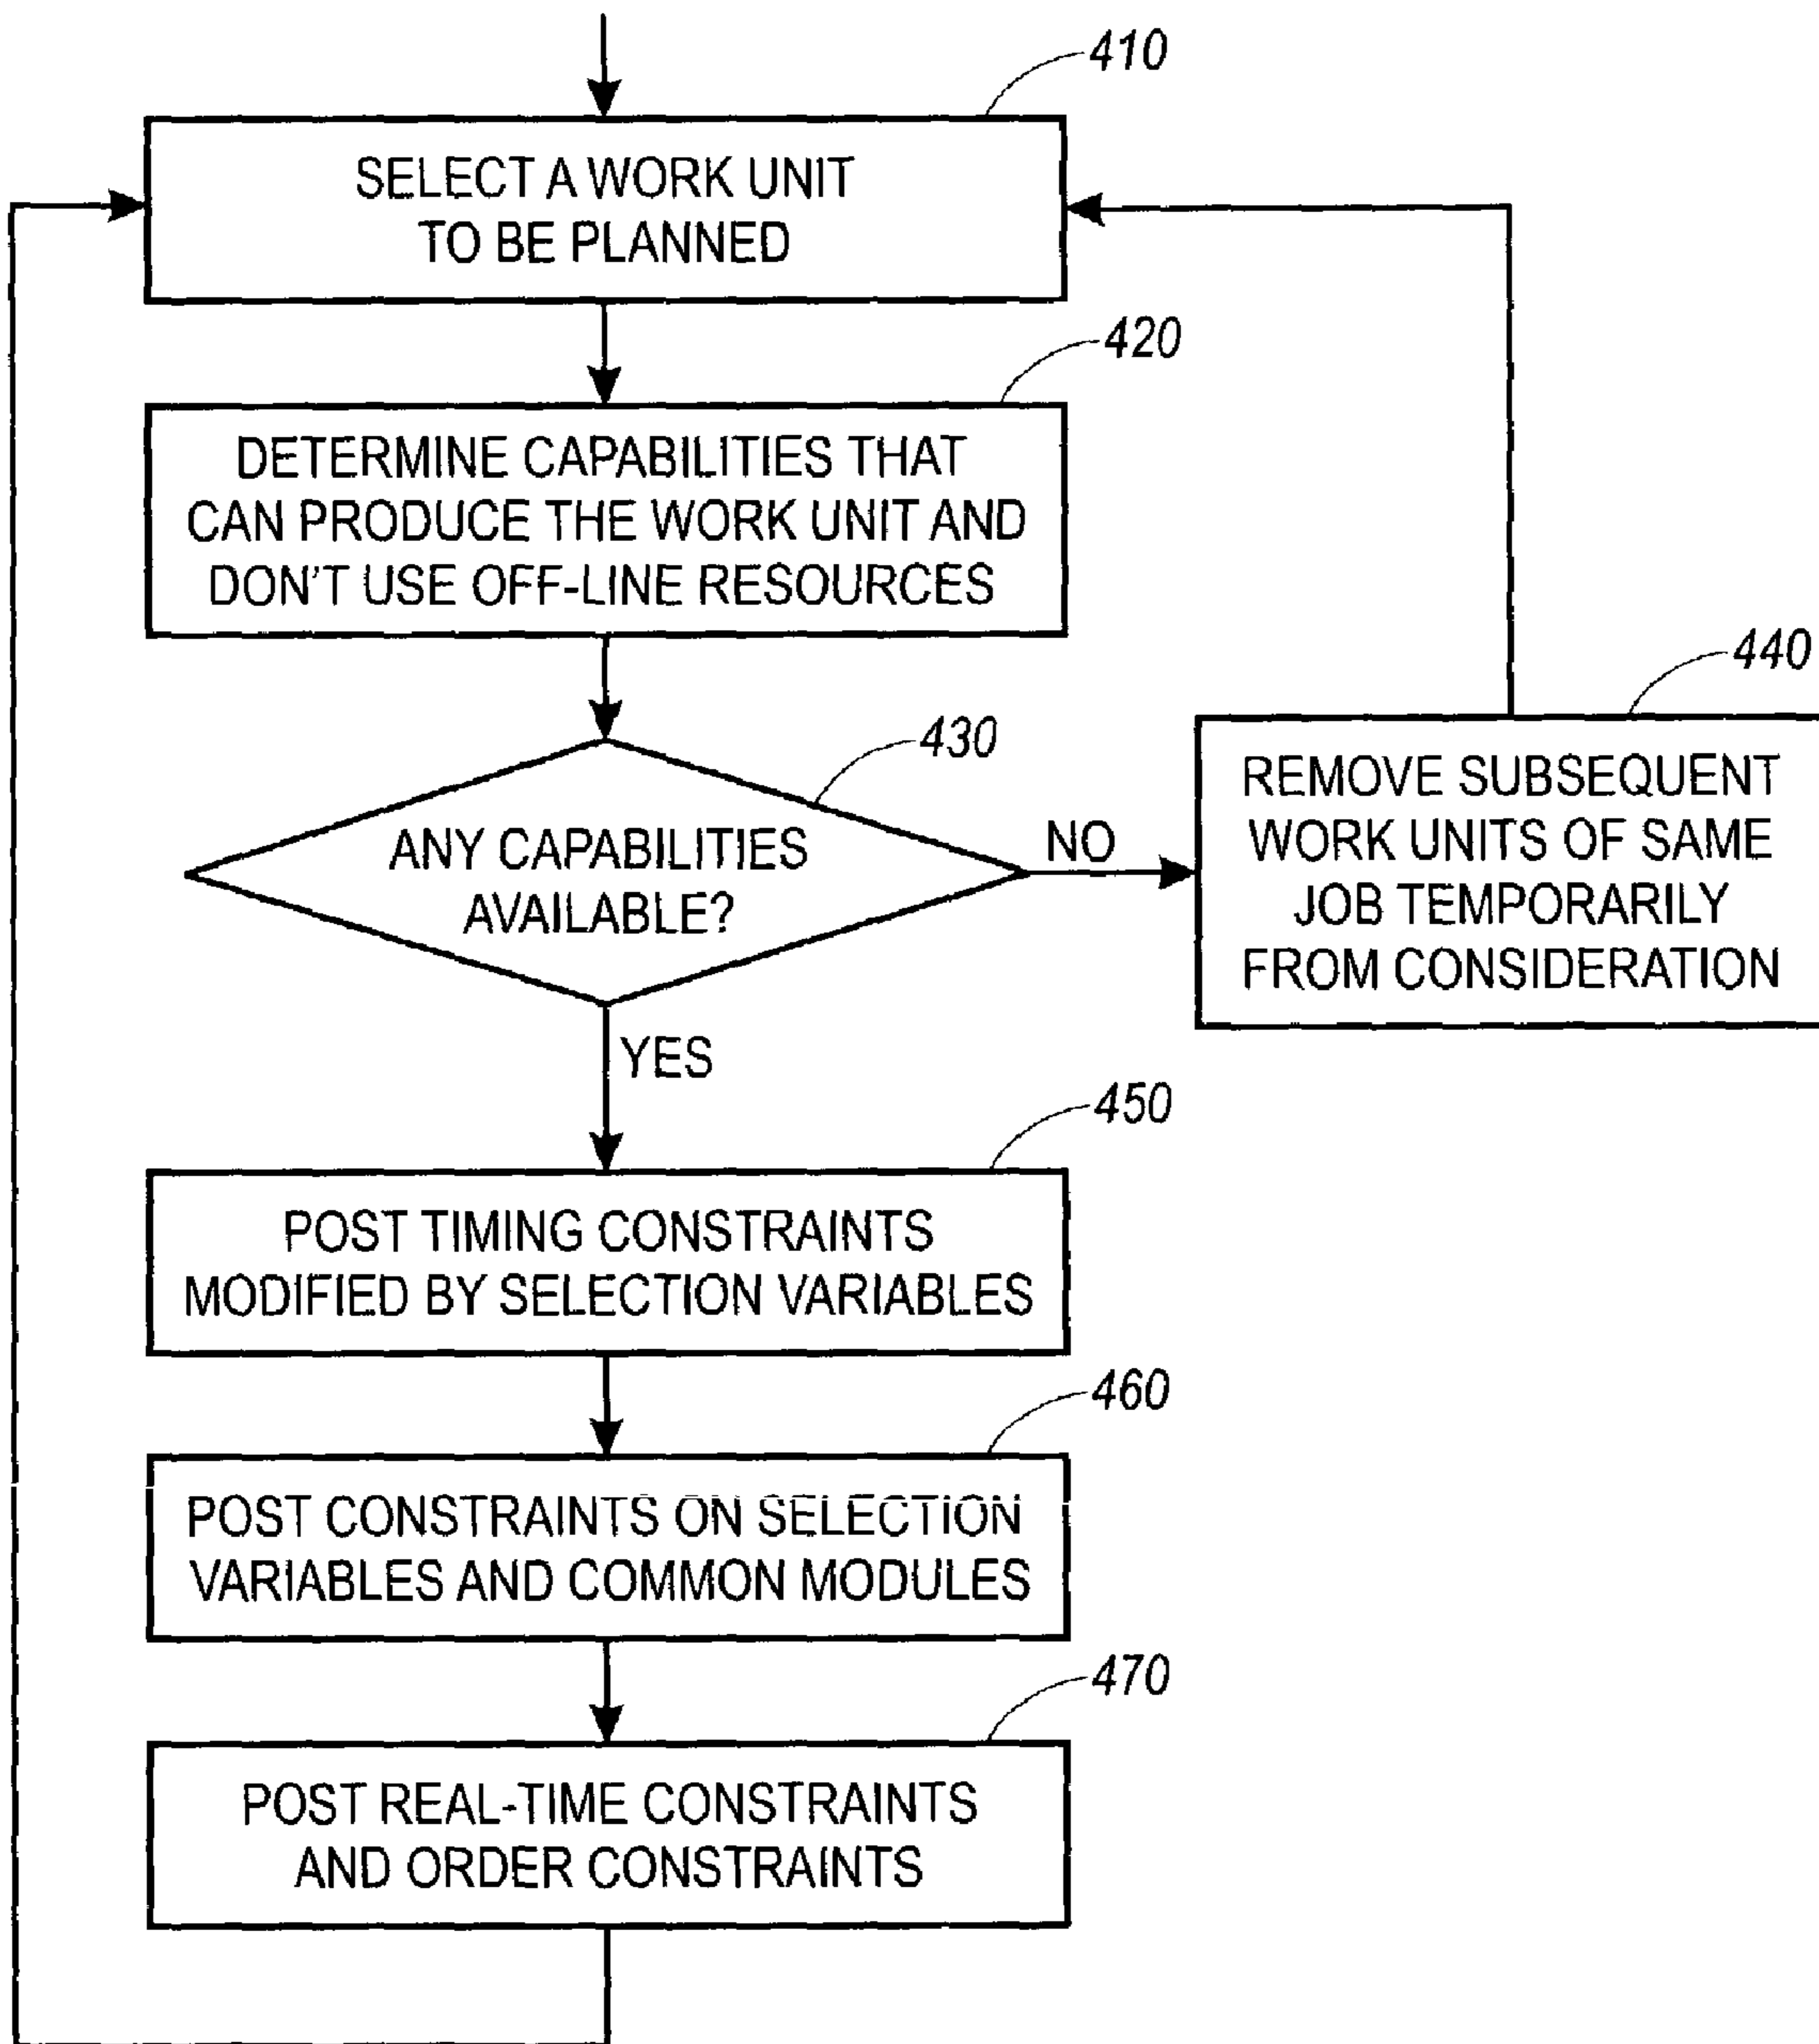 410
SELECT A WORK UNIT
TO BE PLANNED
420
DETERMINE CAPABILITIES THAT
CAN PRODUCE THE WORK UNIT AND
DON'T USE OFF-LINE RESOURCES
430
ANY CAPABILITIES
AVAILABLE?
NO
440
REMOVE SUBSEQUENT
WORK UNITS OF SAME
JOB TEMPORARILY
FROM CONSIDERATION
YES
450
POST TIMING CONSTRAINTS
MODIFIED BY SELECTION VARIABLES
460
POST CONSTRAINTS ON SELECTION
VARIABLES AND COMMON MODULES
470
POST REAL-TIME CONSTRAINTS
AND ORDER CONSTRAINTS